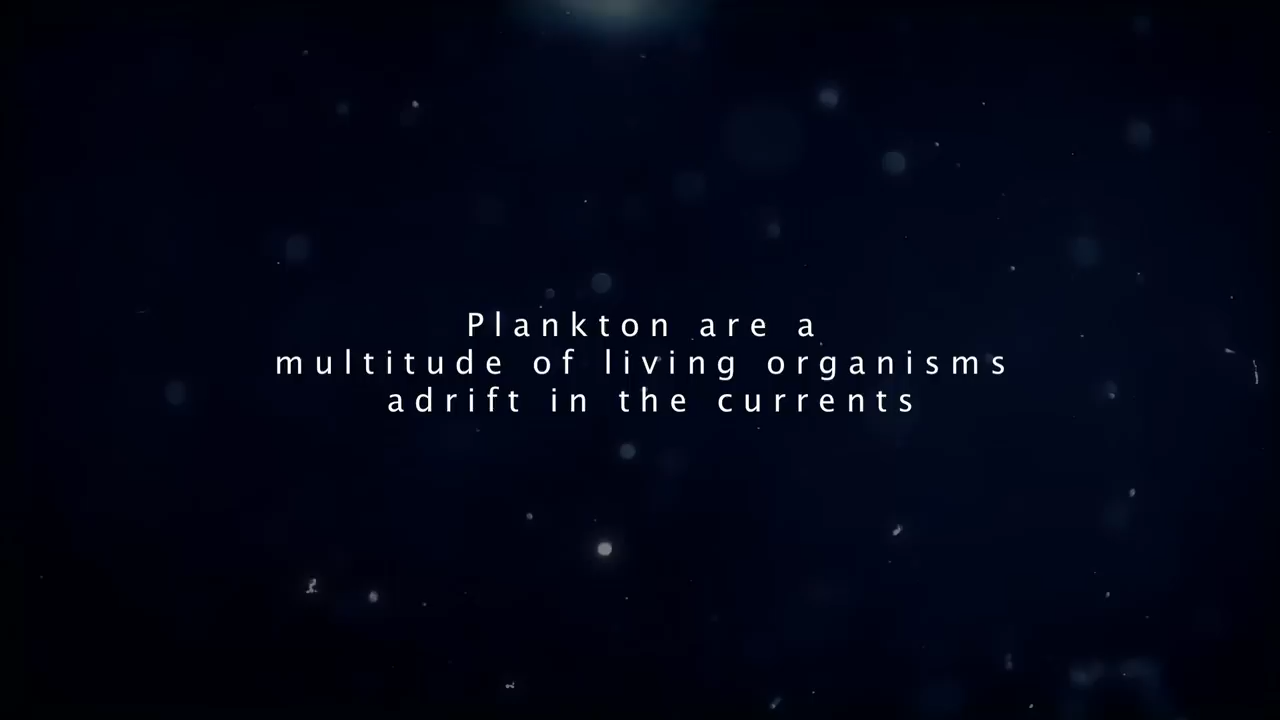 Plankton are a
multitude of living organisms
adrift in the currents